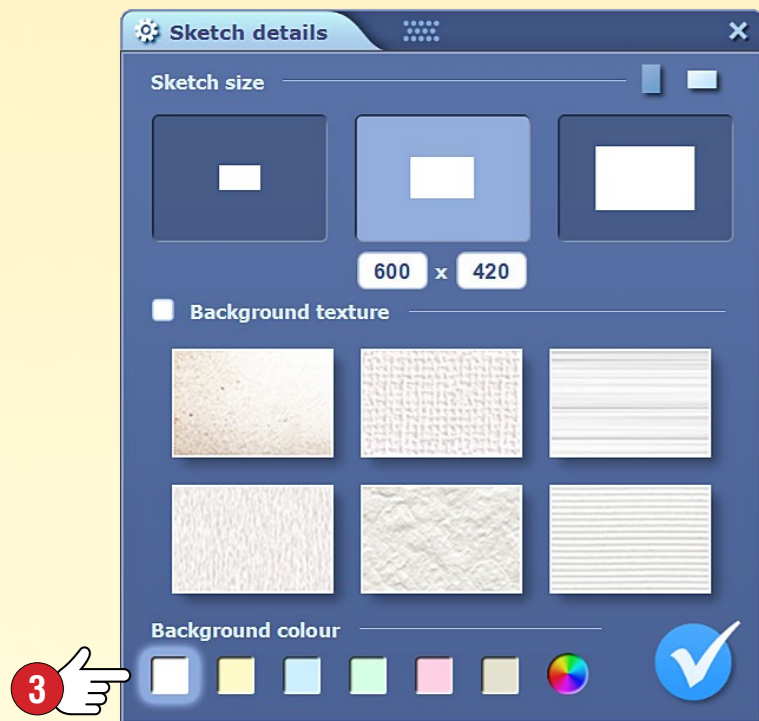 Sketch details
Sketch size
600 x 420
Background texture
Background colour
3